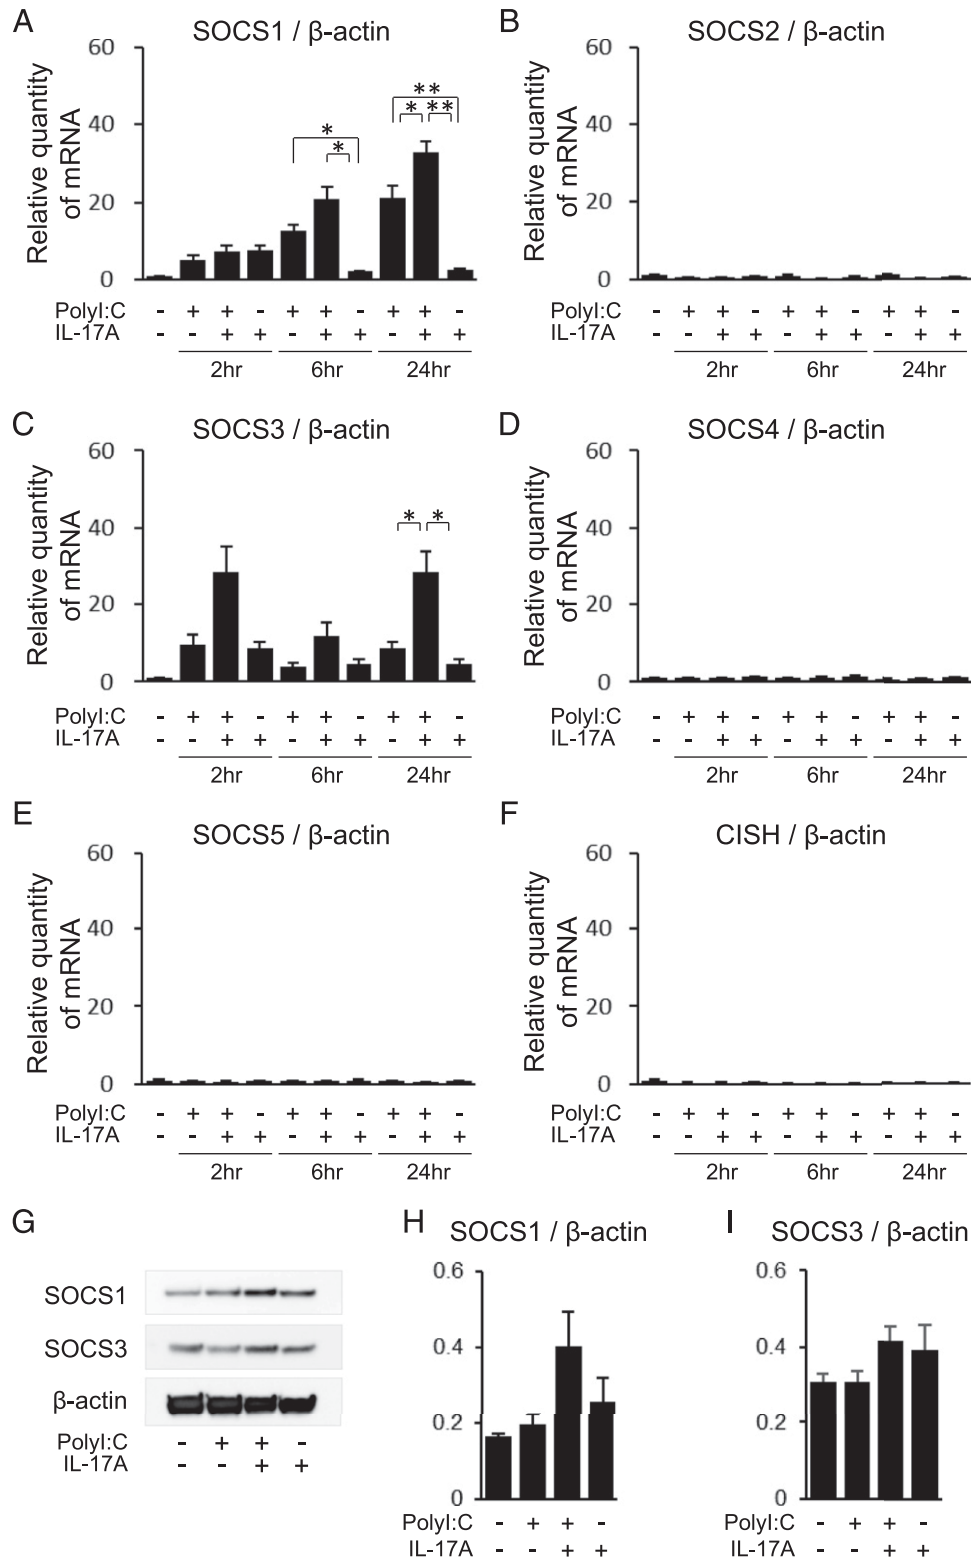 A
SOCS1 / β-actin
Relative quantity
of mRNA
60
40
20
0
* *
* **
*
*
PolyI:C - + + - + + - + + -
IL-17A - - + + - + + - + +
2hr 6hr 24hr
B
SOCS2 / β-actin
Relative quantity
of mRNA
60
40
20
0
PolyI:C - + + - + + - + + -
IL-17A - - + + - + + - + +
2hr 6hr 24hr
C
SOCS3 / β-actin
Relative quantity
of mRNA
60
40
20
0
* *
PolyI:C - + + - + + - + + -
IL-17A - - + + - + + - + +
2hr 6hr 24hr
D
SOCS4 / β-actin
Relative quantity
of mRNA
60
40
20
0
PolyI:C - + + - + + - + + -
IL-17A - - + + - + + - + +
2hr 6hr 24hr
E
SOCS5 / β-actin
Relative quantity
of mRNA
60
40
20
0
PolyI:C - + + - + + - + + -
IL-17A - - + + - + + - + +
2hr 6hr 24hr
F
CISH / β-actin
Relative quantity
of mRNA
60
40
20
0
PolyI:C - + + - + + - + + -
IL-17A - - + + - + + - + +
2hr 6hr 24hr
G
SOCS1
SOCS3
β-actin
PolyI:C - + + -
IL-17A - - + +
H
SOCS1 / β-actin
0.6
0.4
0.2
0
PolyI:C - + + -
IL-17A - - + +
I
SOCS3 / β-actin
0.6
0.4
0.2
0
PolyI:C - + + -
IL-17A - - + +